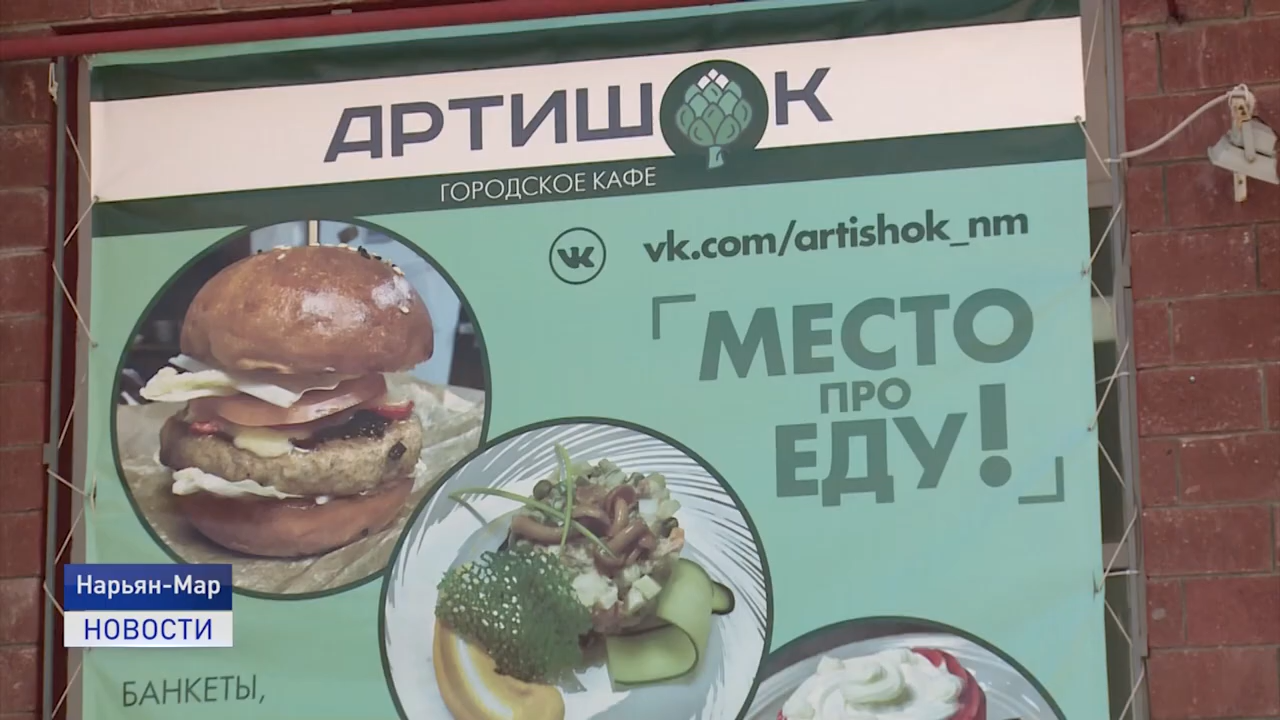 АРТИШОК
ГОРОДСКОЕ КАФЕ
vk.com/artishok_nm
МЕСТО
ПРО
ЕДУ!
Нарьян-Мар
НОВОСТИ
БАНКЕТЫ,